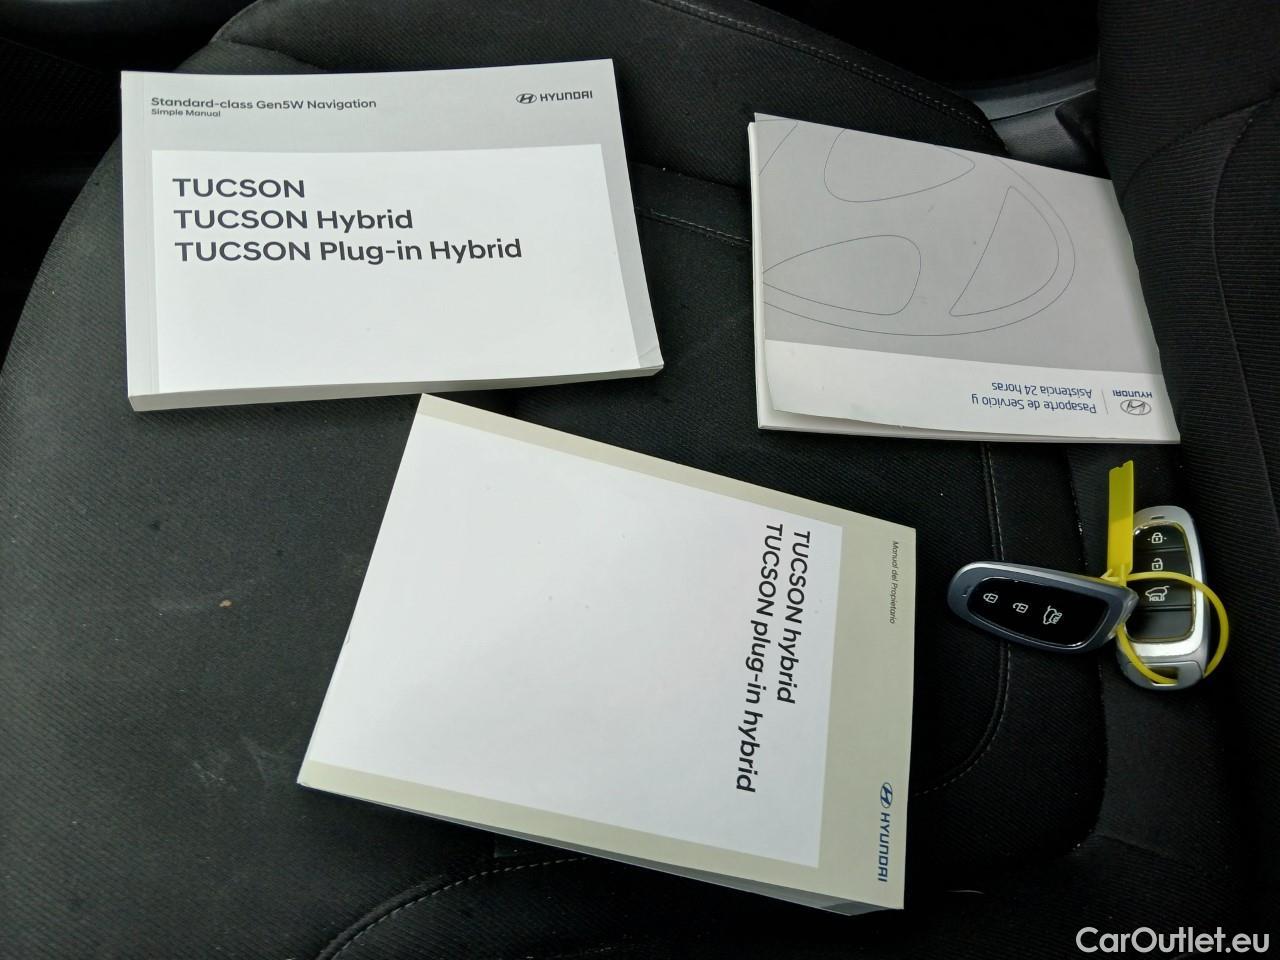 Standard-class Gen5W Navigation
Simple Manual
HYUNDAI
TUCSON
TUCSON Hybrid
TUCSON Plug-in Hybrid
Pasaporte de Servicio y
Asistencia 24 horas
HYUNDAI
Manual del Propietario
TUCSON hybrid
TUCSON plug-in hybrid
HYUNDAI
HOLD
CarOutlet.eu